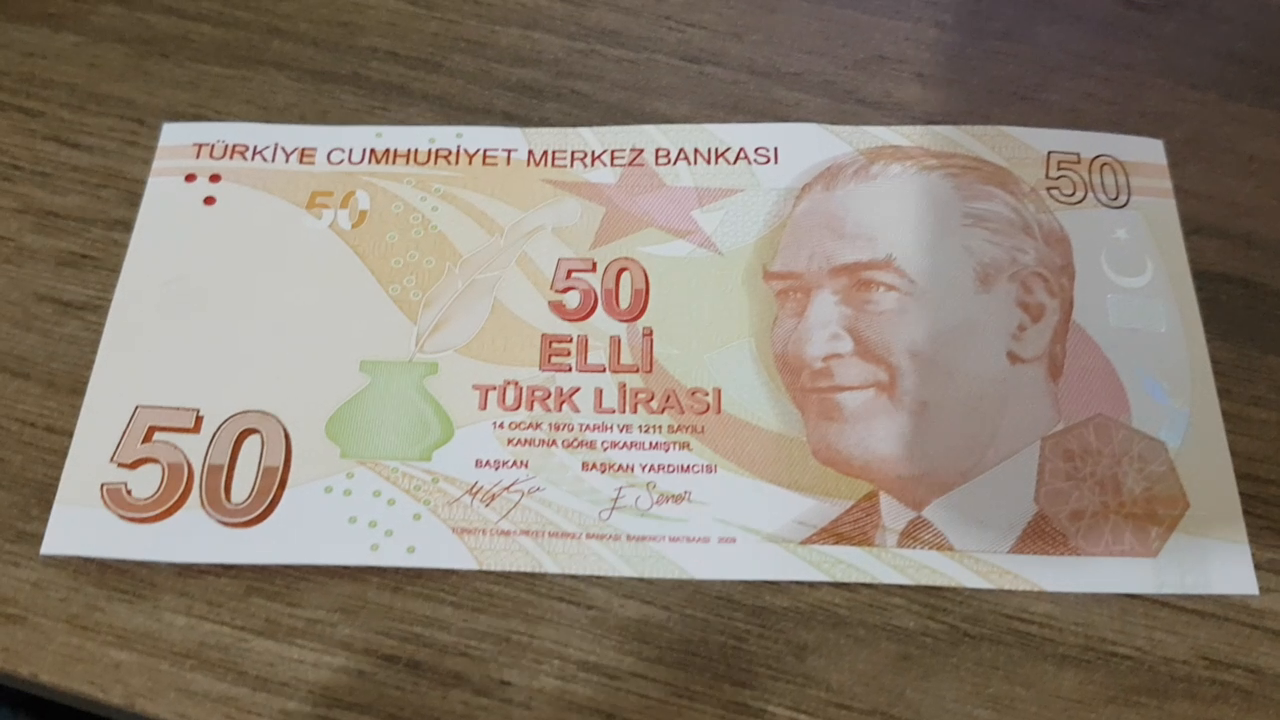 TÜRKİYE CUMHURİYET MERKEZ BANKASI
50
50
50
ELLİ
TÜRK LİRASI
14 OCAK 1970 TARİH VE 1211 SAYILI
KANUNA GÖRE ÇIKARILMIŞTIR.
BAŞKAN BAŞKAN YARDIMCISI
E Sener
50
TÜRKİYE CUMHURİYET MERKEZ BANKASI BANKNOT MATBAASI 2009